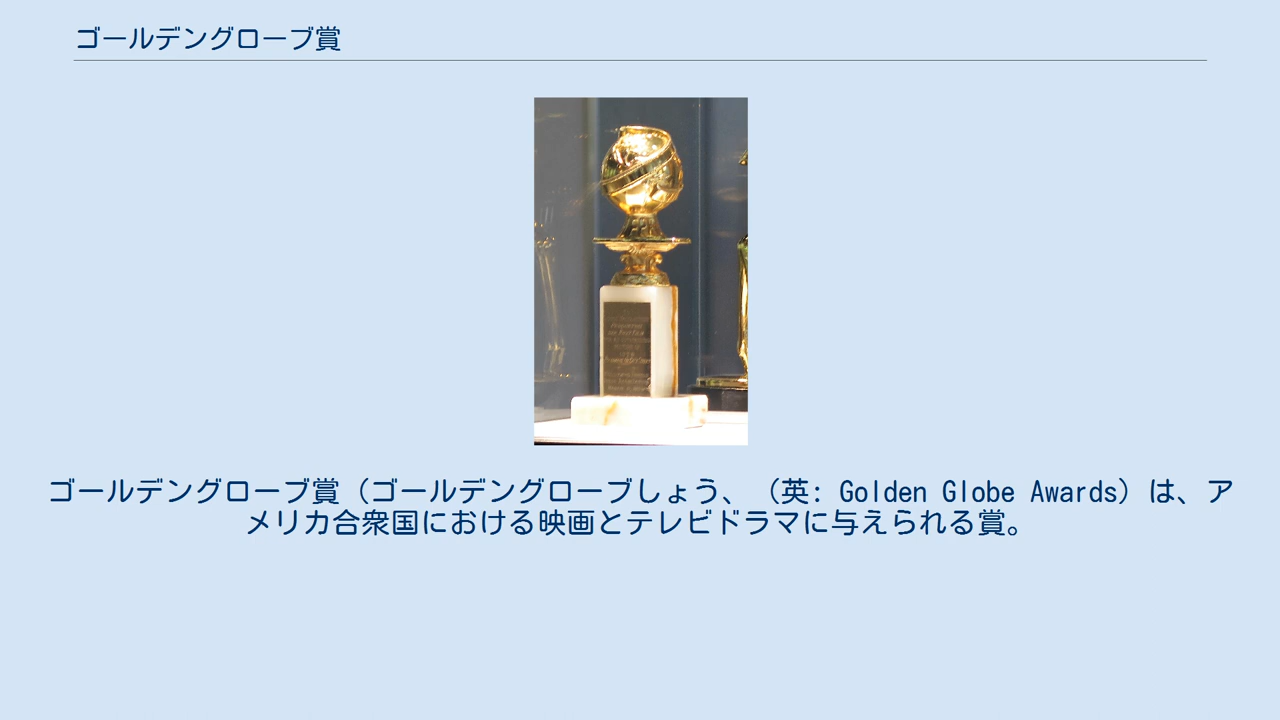 ゴールデングローブ賞
ゴールデングローブ賞（ゴールデングローブしょう、（英: Golden Globe Awards）は、ア
メリカ合衆国における映画とテレビドラマに与えられる賞。